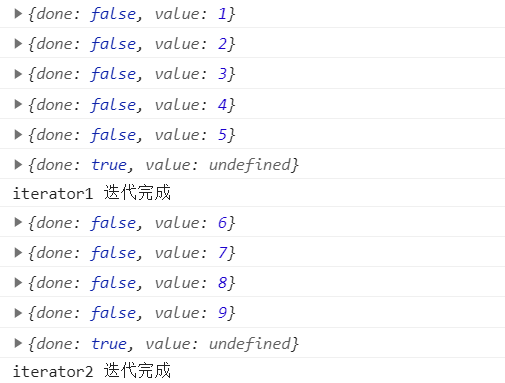 ▶ {done: false, value: 1}
▶ {done: false, value: 2}
▶ {done: false, value: 3}
▶ {done: false, value: 4}
▶ {done: false, value: 5}
▶ {done: true, value: undefined}
iterator1 迭代完成
▶ {done: false, value: 6}
▶ {done: false, value: 7}
▶ {done: false, value: 8}
▶ {done: false, value: 9}
▶ {done: true, value: undefined}
iterator2 迭代完成